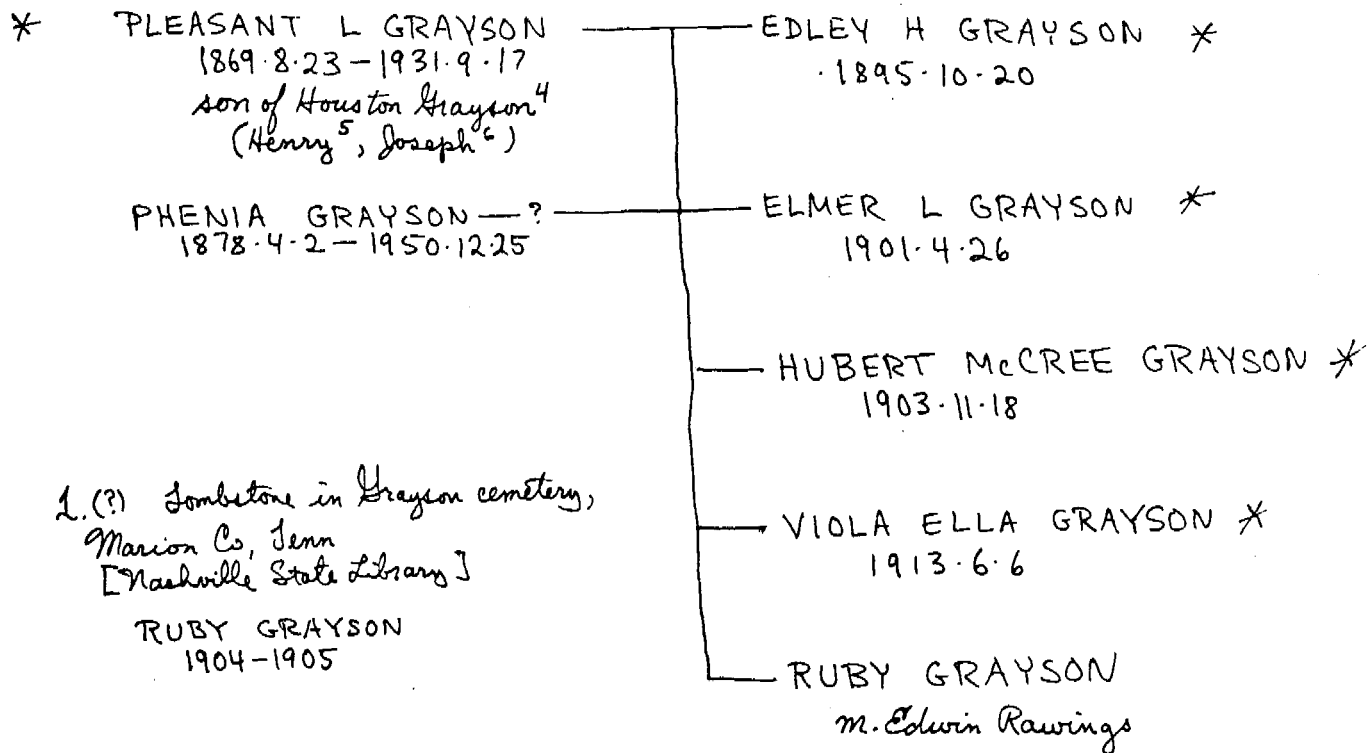 * PLEASANT L GRAYSON
1869.8.23 – 1931.9.17
son of Houston Grayson⁴
(Henry⁵, Joseph⁶)
PHENIA GRAYSON — ?
1878.4.2 – 1950.12.25
1.(?) Tombstone in Grayson cemetery,
Marion Co, Tenn
[Nashville State Library]
RUBY GRAYSON
1904–1905
EDLEY H GRAYSON *
1895.10.20
ELMER L GRAYSON *
1901.4.26
HUBERT McCREE GRAYSON *
1903.11.18
VIOLA ELLA GRAYSON *
1913.6.6
RUBY GRAYSON
m. Edwin Rawings